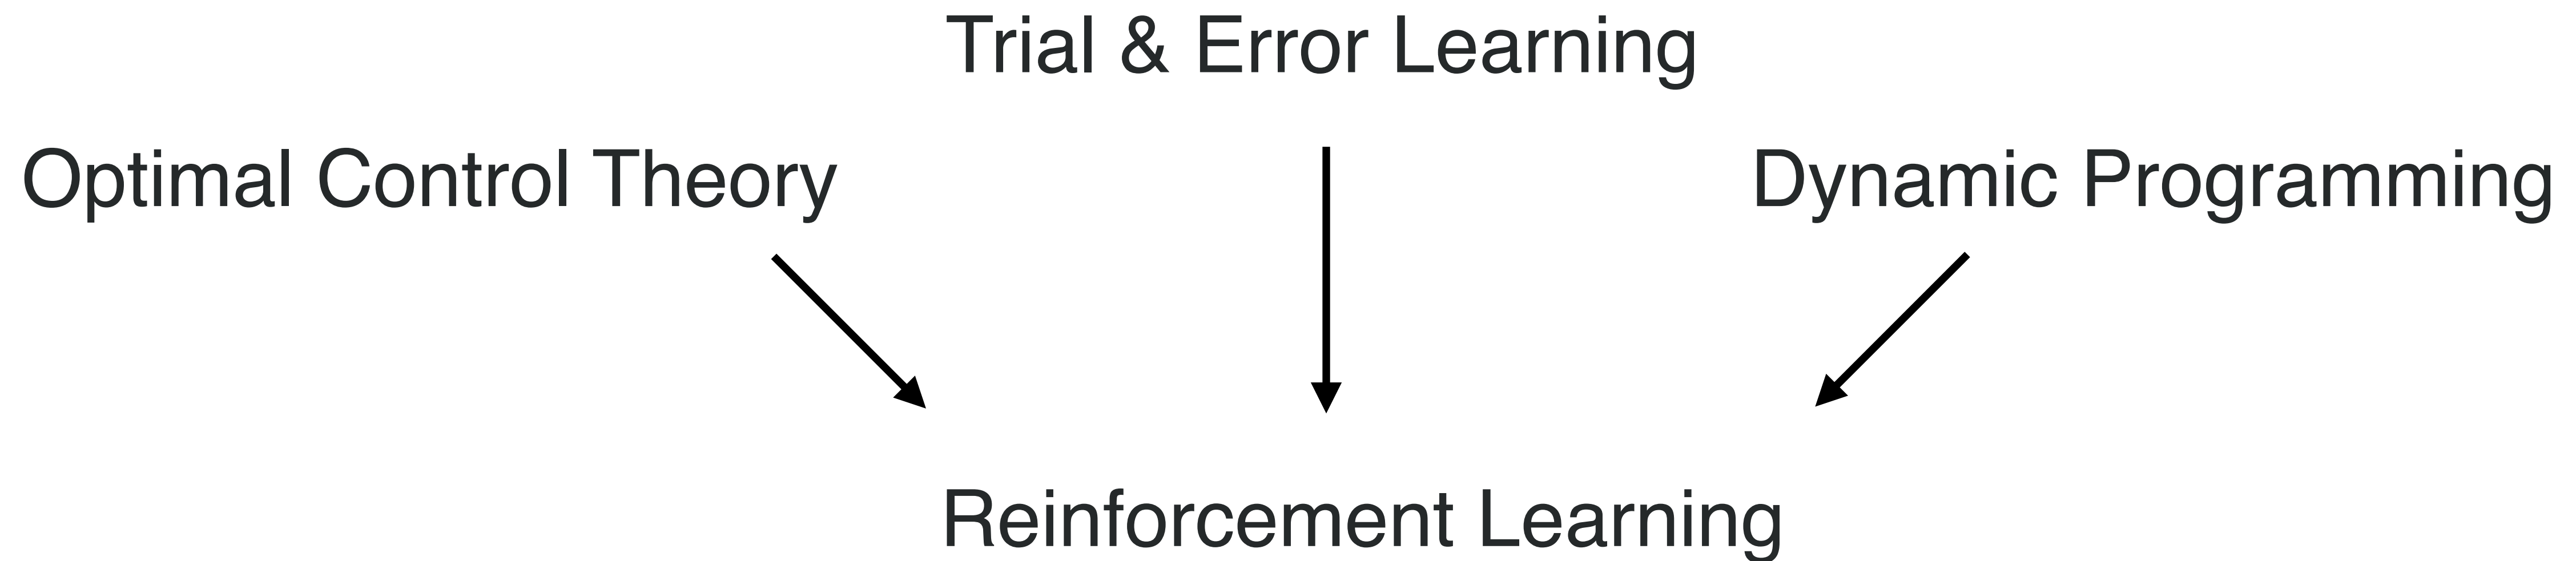 Trial & Error Learning
Optimal Control Theory
Dynamic Programming
Reinforcement Learning